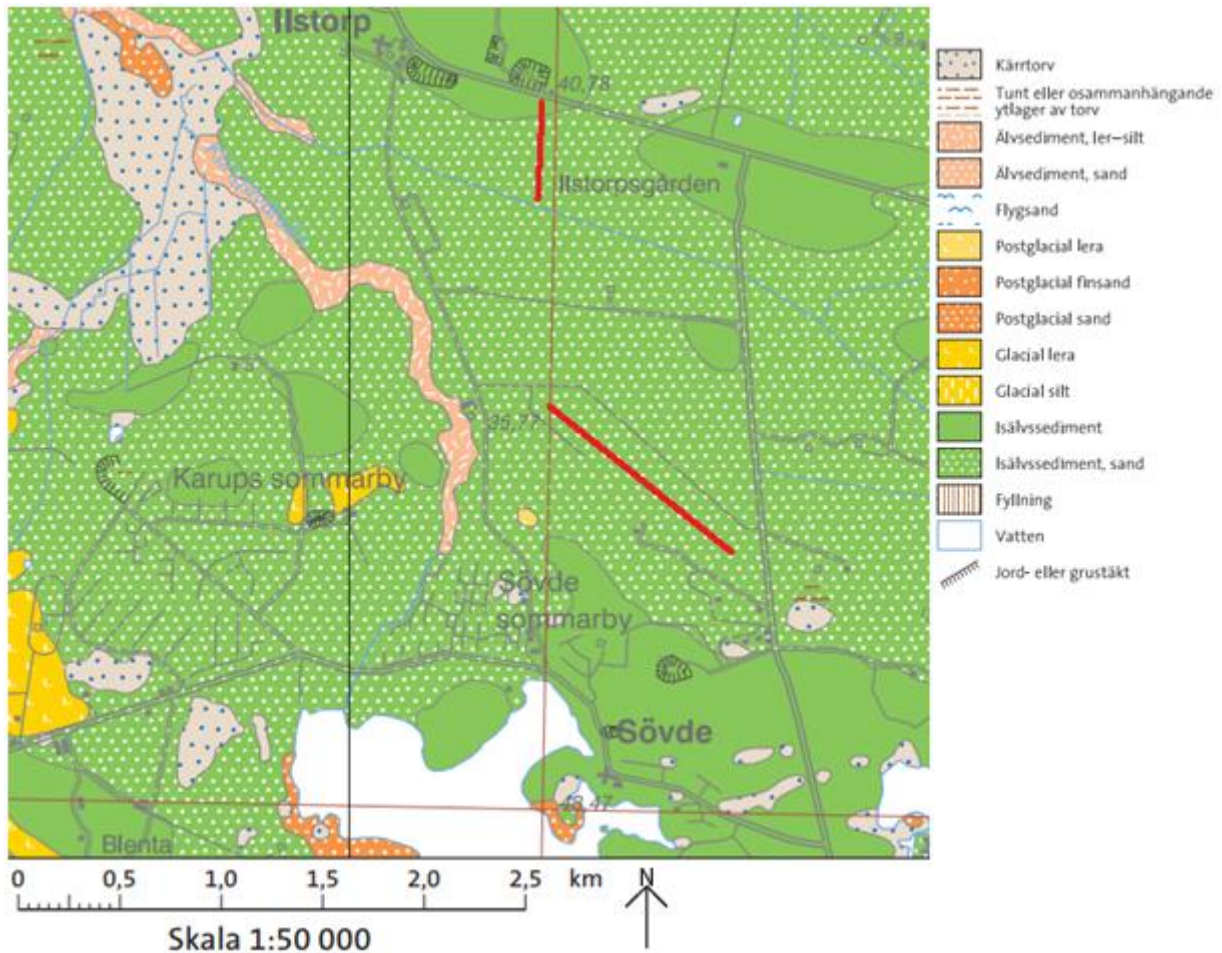 Ilstorp
40,78
Ilstorpsgården
35,77
Karups sommarby
Sövde
sommarby
Sövde
43,47
Blenta
Kärrtorv
Tunt eller osammanhängande
ytlager av torv
Älvsediment, ler–silt
Älvsediment, sand
Flygsand
Postglacial lera
Postglacial finsand
Postglacial sand
Glacial lera
Glacial silt
Isälvssediment
Isälvssediment, sand
Fyllning
Vatten
Jord- eller grustäkt
0 0,5 1,0 1,5 2,0 2,5 km N
Skala 1:50 000